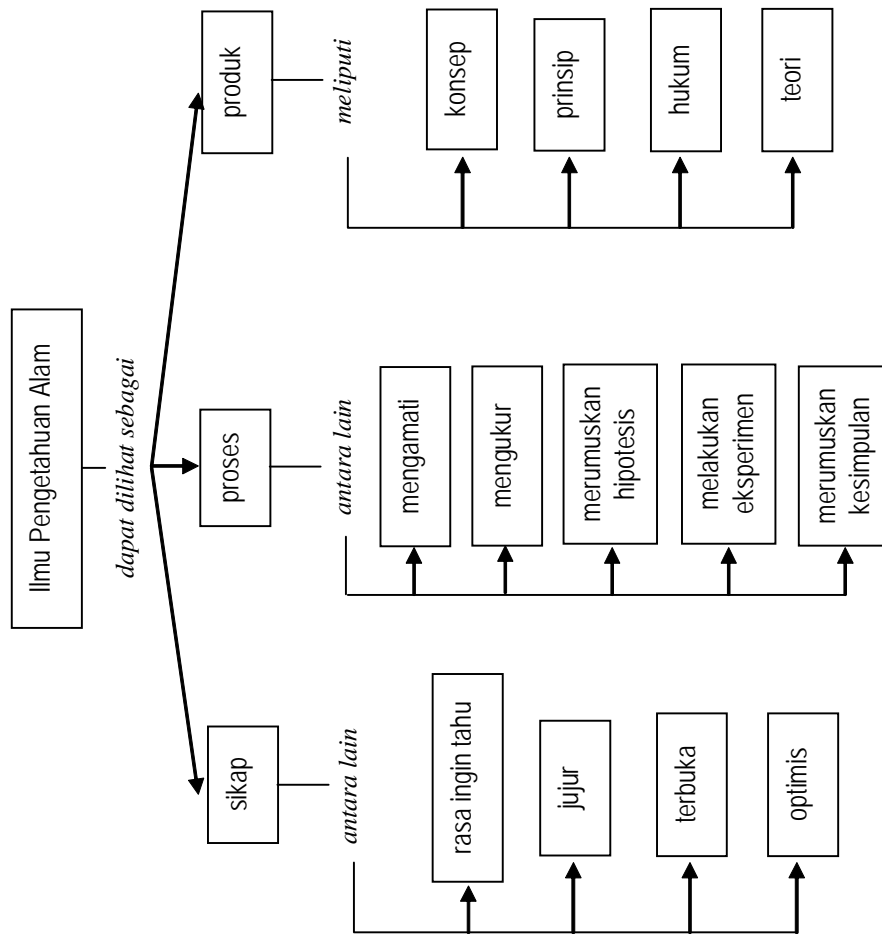 Ilmu Pengetahuan Alam
dapat dilihat sebagai
sikap
antara lain
rasa ingin tahu
jujur
terbuka
optimis
proses
antara lain
mengamati
mengukur
merumuskan
hipotesis
melakukan
eksperimen
merumuskan
kesimpulan
produk
meliputi
konsep
prinsip
hukum
teori